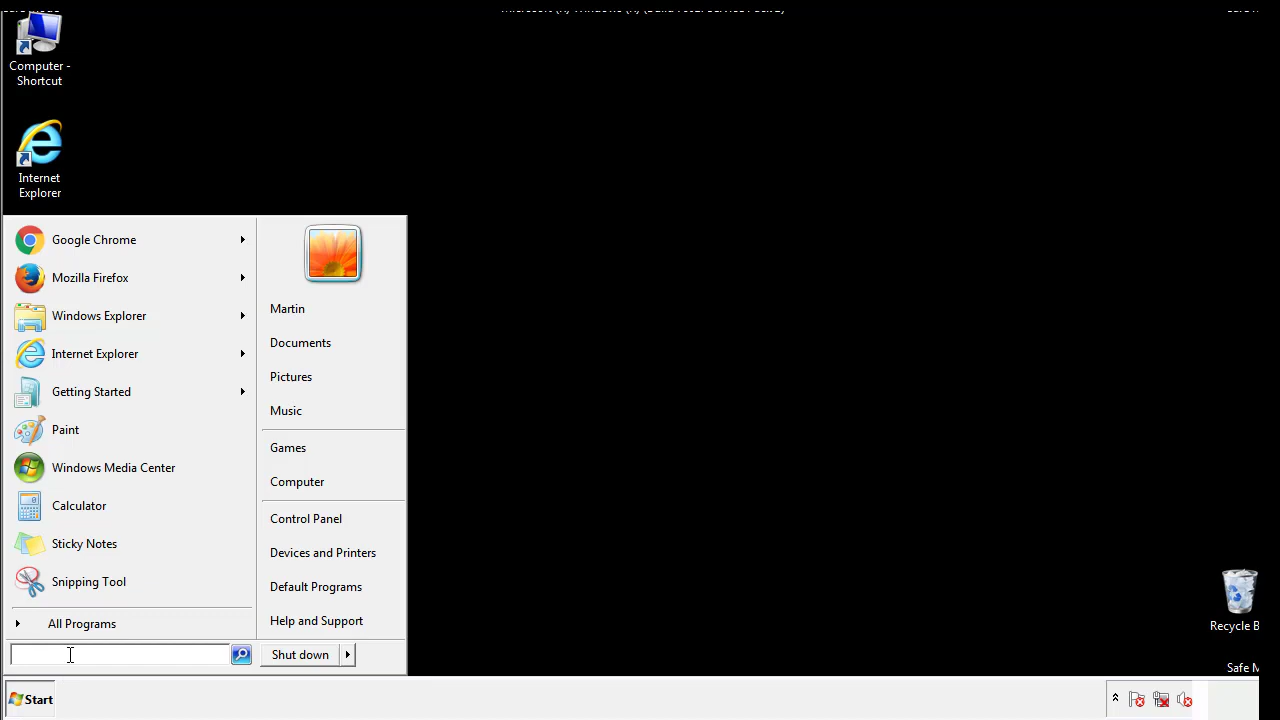 Computer -
Shortcut
Internet
Explorer
Google Chrome
Mozilla Firefox
Windows Explorer
Internet Explorer
Getting Started
Paint
Windows Media Center
Calculator
Sticky Notes
Snipping Tool
All Programs
Martin
Documents
Pictures
Music
Games
Computer
Control Panel
Devices and Printers
Default Programs
Help and Support
Shut down
Recycle B
Safe M
Start